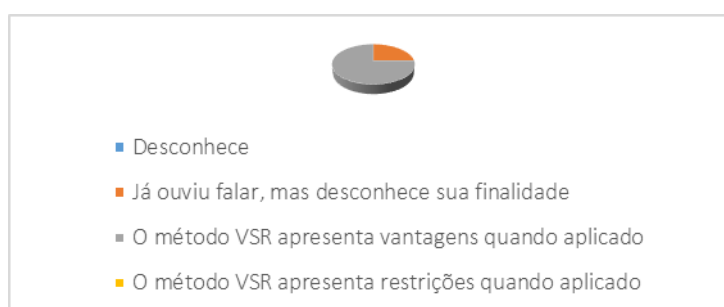 Desconhece
Já ouviu falar, mas desconhece sua finalidade
O método VSR apresenta vantagens quando aplicado
O método VSR apresenta restrições quando aplicado